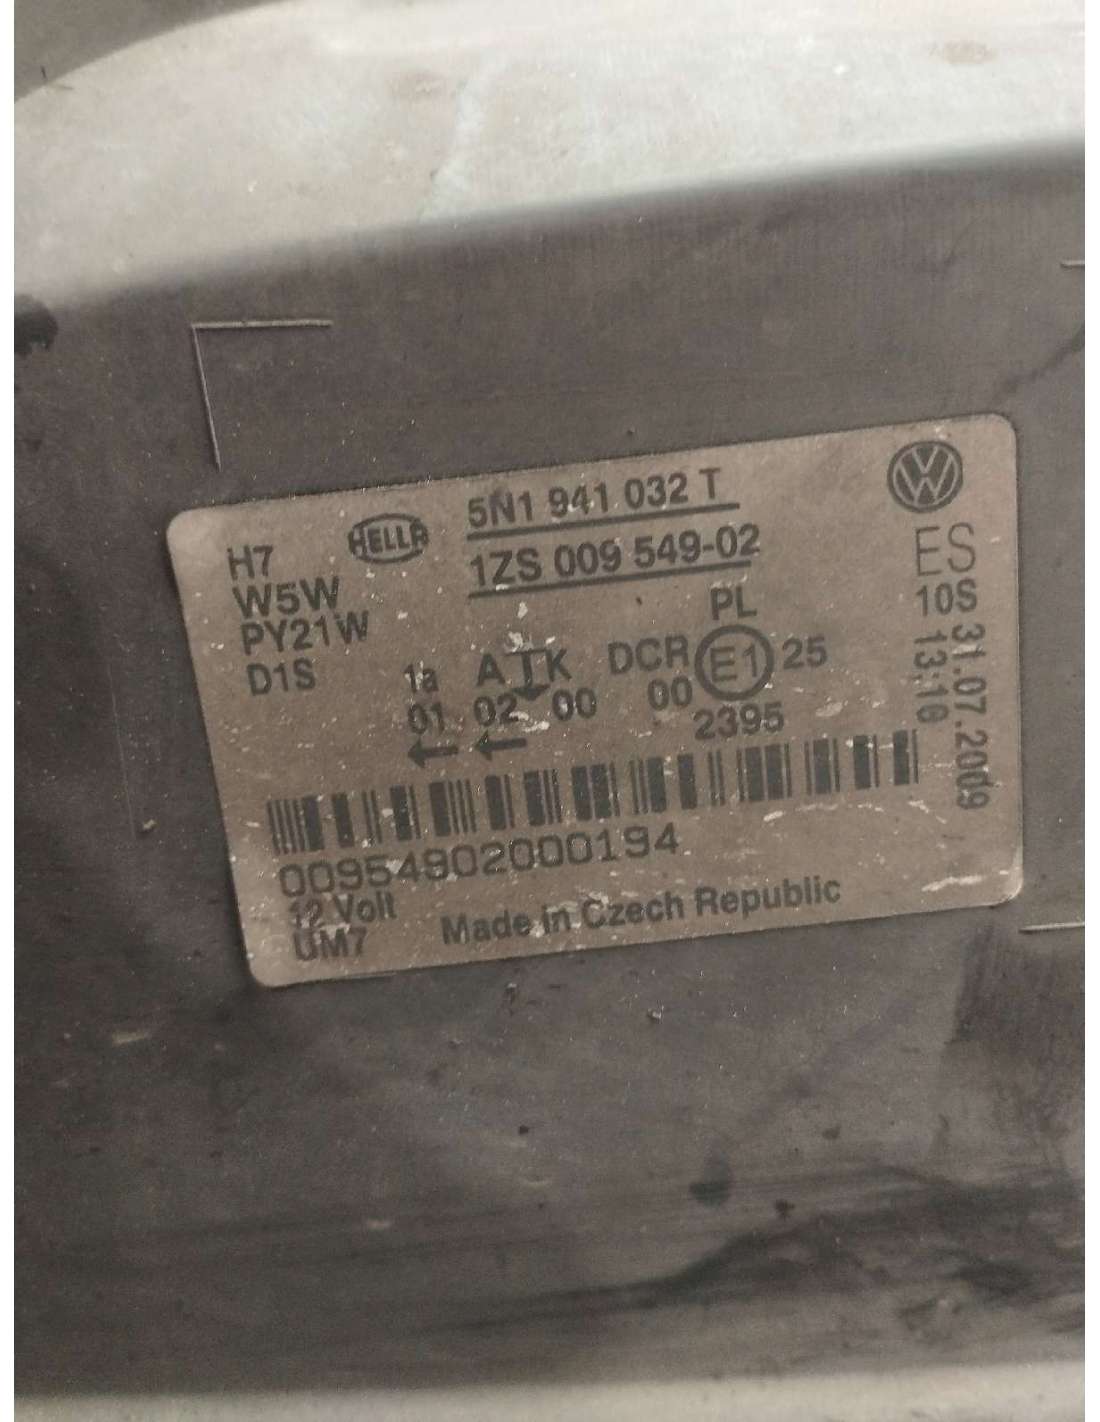 5N1 941 032 T
HELLA
1ZS 009 549-02
H7
W5W
PY21W
D1S
PL
1a A K DCR E1 25
01 02 00 00
2395
ES
10S
31.07.2009
13:10
00954902000194
12 Volt
UM7
Made in Czech Republic